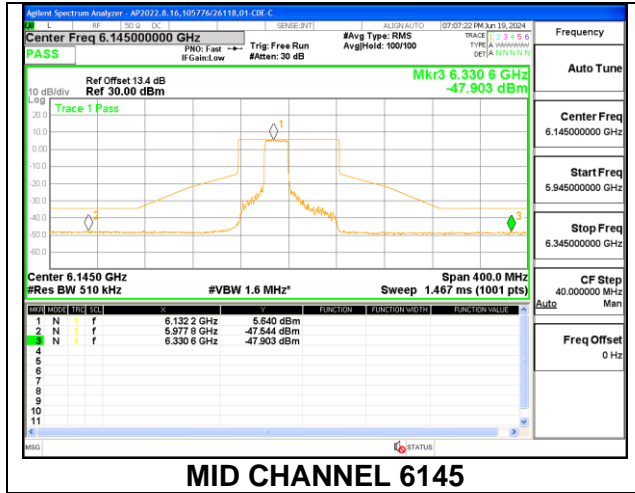 Agilent Spectrum Analyzer - AP2022.8.16,105776/26118,01-CDE-C
L RF 50 Ω DC SENSE:INT ALIGN AUTO 07:07:22 PM Jun 19, 2024
Center Freq 6.145000000 GHz #Avg Type: RMS TRACE 1 2 3 4 5 6 Frequency
PNO: Fast Trig: Free Run Avg|Hold: 100/100 TYPE A WWWWW
PASS IFGain:Low #Atten: 30 dB DET A N N N N N
Auto Tune
Ref Offset 13.4 dB Mkr3 6.330 6 GHz
10 dB/div Ref 30.00 dBm -47.903 dBm
Log
Trace 1 Pass
20.0
10.0
0.00
-10.0
-20.0
-30.0
-40.0
-50.0
-60.0
1
2
3
Center Freq
6.145000000 GHz
Start Freq
5.945000000 GHz
Stop Freq
6.345000000 GHz
Center 6.1450 GHz Span 400.0 MHz
#Res BW 510 kHz #VBW 1.6 MHz* Sweep 1.467 ms (1001 pts)
CF Step
40.000000 MHz
Auto Man
MKR MODE TRC SCL X Y FUNCTION FUNCTION WIDTH FUNCTION VALUE
1 N 1 f 6.132 2 GHz 5.640 dBm
2 N 1 f 5.977 8 GHz -47.544 dBm
3 N 1 f 6.330 6 GHz -47.903 dBm
4
5
6
7
8
9
10
11
Freq Offset
0 Hz
MSG STATUS
MID CHANNEL 6145